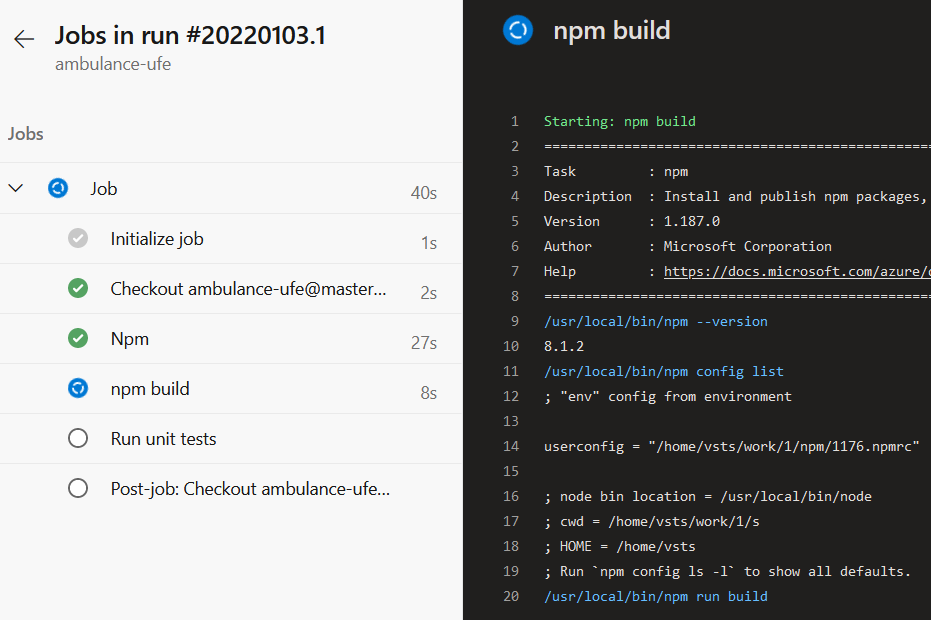 Jobs in run #20220103.1
ambulance-ufe
Jobs
Job 40s
Initialize job 1s
Checkout ambulance-ufe@master... 2s
Npm 27s
npm build 8s
Run unit tests
Post-job: Checkout ambulance-ufe...
npm build
1 Starting: npm build
2 ================================================
3 Task : npm
4 Description : Install and publish npm packages,
5 Version : 1.187.0
6 Author : Microsoft Corporation
7 Help : https://docs.microsoft.com/azure/
8 ================================================
9 /usr/local/bin/npm --version
10 8.1.2
11 /usr/local/bin/npm config list
12 ; "env" config from environment
13
14 userconfig = "/home/vsts/work/1/npm/1176.npmrc"
15
16 ; node bin location = /usr/local/bin/node
17 ; cwd = /home/vsts/work/1/s
18 ; HOME = /home/vsts
19 ; Run `npm config ls -l` to show all defaults.
20 /usr/local/bin/npm run build